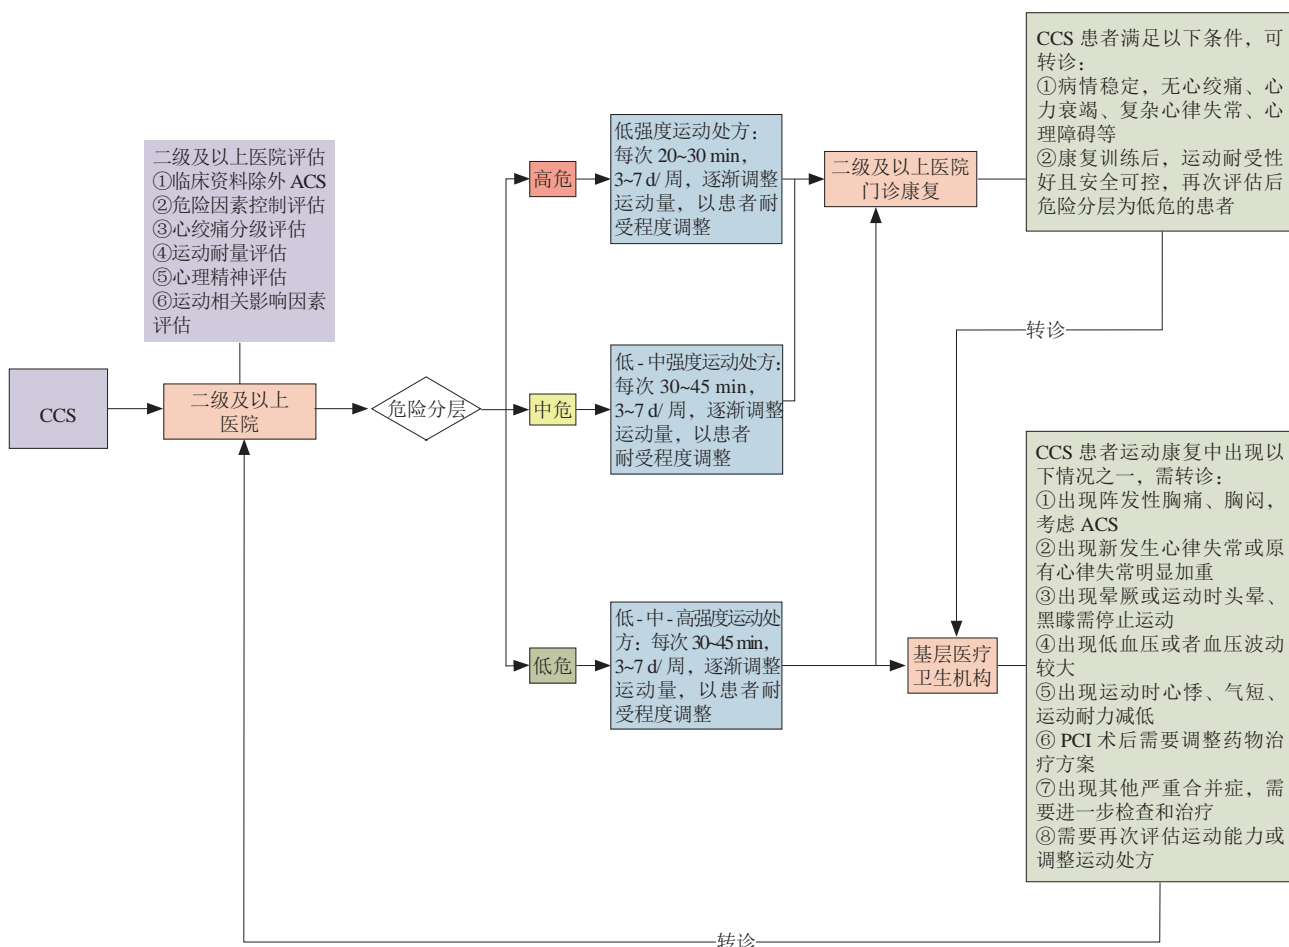 CCS
二级及以上医院评估
①临床资料除外 ACS
②危险因素控制评估
③心绞痛分级评估
④运动耐量评估
⑤心理精神评估
⑥运动相关影响因素
评估
二级及以上
医院
危险分层
高危
低强度运动处方：
每次 20~30 min，
3~7 d/ 周，逐渐调整
运动量，以患者耐
受程度调整
中危
低 - 中强度运动处方：
每次 30~45 min，
3~7 d/ 周，逐渐调整
运动量，以患者
耐受程度调整
低危
低 - 中 - 高强度运动处
方：每次 30~45 min，
3~7 d/ 周，逐渐调整
运动量，以患者耐
受程度调整
二级及以上医院
门诊康复
CCS 患者满足以下条件，可
转诊：
①病情稳定，无心绞痛、心
力衰竭、复杂心律失常、心
理障碍等
②康复训练后，运动耐受性
好且安全可控，再次评估后
危险分层为低危的患者
转诊
基层医疗
卫生机构
CCS 患者运动康复中出现以
下情况之一，需转诊：
①出现阵发性胸痛、胸闷，
考虑 ACS
②出现新发生心律失常或原
有心律失常明显加重
③出现晕厥或运动时头晕、
黑矇需停止运动
④出现低血压或者血压波动
较大
⑤出现运动时心悸、气短、
运动耐力减低
⑥ PCI 术后需要调整药物治
疗方案
⑦出现其他严重合并症，需
要进一步检查和治疗
⑧需要再次评估运动能力或
调整运动处方
转诊